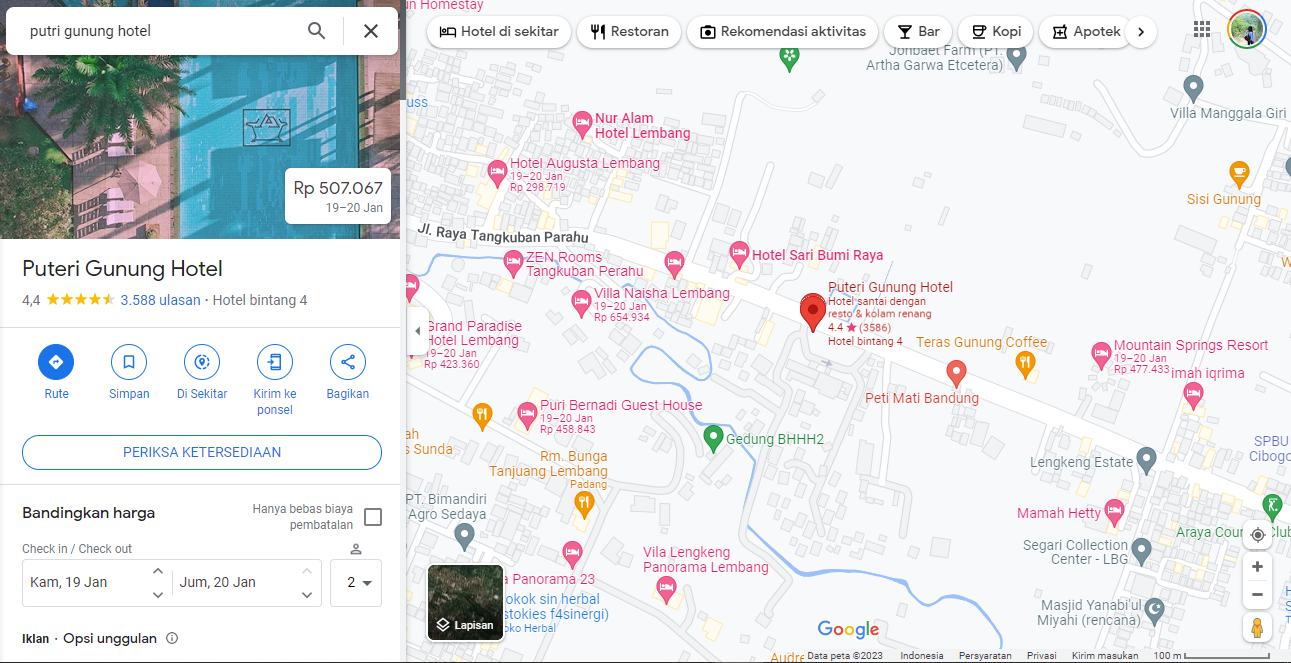 putri gunung hotel
Rp 507.067
19–20 Jan
Puteri Gunung Hotel
4,4
3.588 ulasan · Hotel bintang 4
Rute
Simpan
Di Sekitar
Kirim ke
ponsel
Bagikan
PERIKSA KETERSEDIAAN
Bandingkan harga
Hanya bebas biaya
pembatalan
Check in / Check out
Kam, 19 Jan
Jum, 20 Jan
2
Iklan · Opsi unggulan
un Homestay
Hotel di sekitar
Restoran
Rekomendasi aktivitas
Bar
Kopi
Apotek
Jonbaet Farm (PT.
Artha Garwa Etcetera)
Villa Manggala Giri
uss
Nur Alam
Hotel Lembang
Hotel Augusta Lembang
19–20 Jan
Rp 298.719
Sisi Gunung
Jl. Raya Tangkuban Parahu
ZEN Rooms
Tangkuban Perahu
Hotel Sari Bumi Raya
Villa Naisha Lembang
19–20 Jan
Rp 654.934
Puteri Gunung Hotel
Hotel santai dengan
resto & kolam renang
4.4 ★ (3586)
Hotel bintang 4
Grand Paradise
Hotel Lembang
19–20 Jan
Rp 423.360
Teras Gunung Coffee
Mountain Springs Resort
19–20 Jan
Rp 477.433
imah iqrima
Peti Mati Bandung
Puri Bernadi Guest House
19–20 Jan
Rp 458.843
ah
s Sunda
Gedung BHHH2
SPBU
Cibogo
Rm. Bunga
Tanjuang Lembang
Padang
Lengkeng Estate
PT. Bimandiri
Agro Sedaya
Mamah Hetty
Araya Coun
Club
Segari Collection
Center - LBG
Vila Lengkeng
Panorama Lembang
a Panorama 23
okok sin herbal
stokies f4sinergi)
oko Herbal
Lapisan
Masjid Yanabi'ul
Miyahi (rencana)
Google
Audre
Data peta ©2023
Indonesia
Persyaratan
Privasi
Kirim masukan
100 m